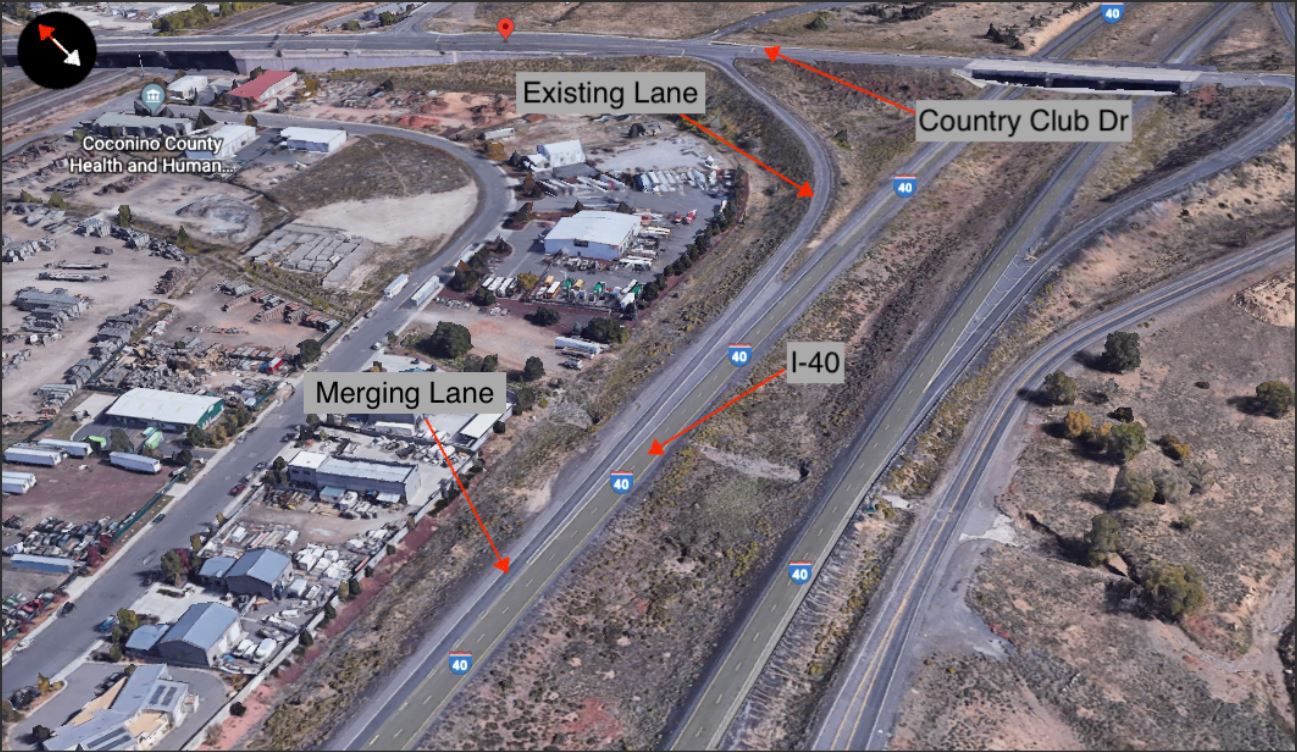 40
Existing Lane
Country Club Dr
Coconino County
Health and Human...
40
I-40
40
Merging Lane
40
40
40